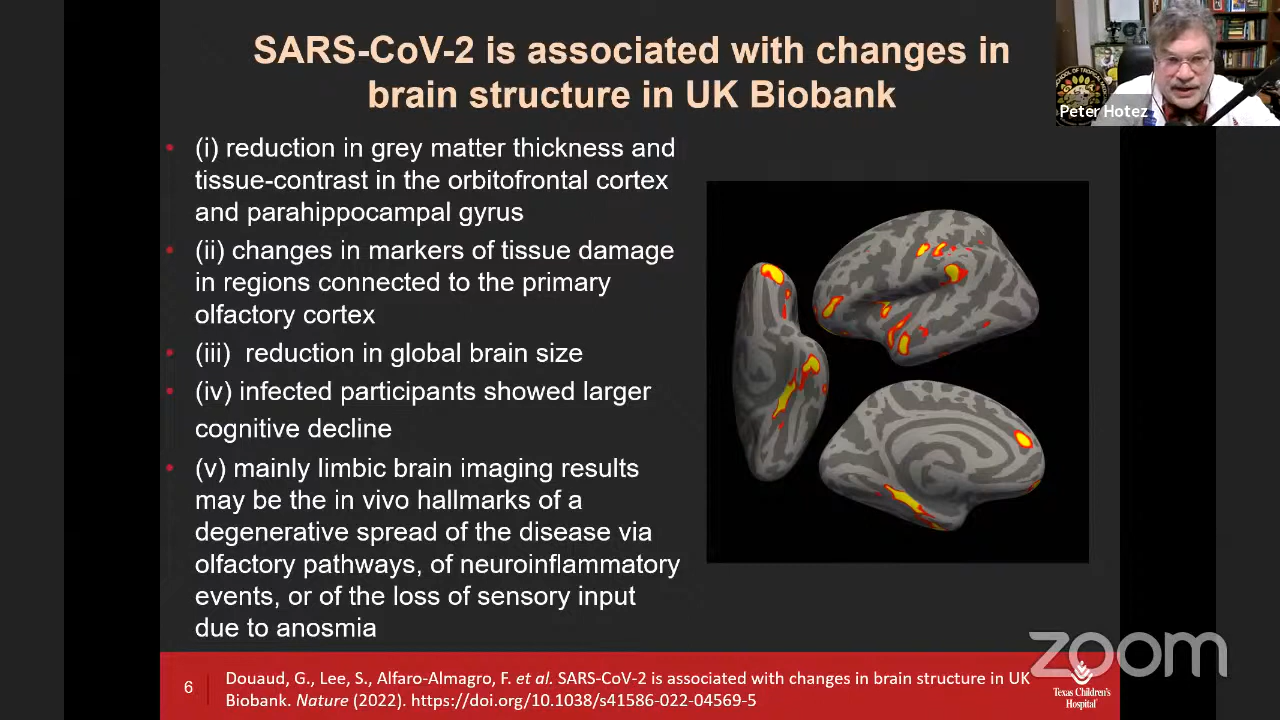 SARS-CoV-2 is associated with changes in
brain structure in UK Biobank
SCHOOL OF TROPICAL
Peter Hotez
• (i) reduction in grey matter thickness and
tissue-contrast in the orbitofrontal cortex
and parahippocampal gyrus
• (ii) changes in markers of tissue damage
in regions connected to the primary
olfactory cortex
• (iii)  reduction in global brain size
• (iv) infected participants showed larger
cognitive decline
• (v) mainly limbic brain imaging results
may be the in vivo hallmarks of a
degenerative spread of the disease via
olfactory pathways, of neuroinflammatory
events, or of the loss of sensory input
due to anosmia
zoom
6
Douaud, G., Lee, S., Alfaro-Almagro, F. et al. SARS-CoV-2 is associated with changes in brain structure in UK
Biobank. Nature (2022). https://doi.org/10.1038/s41586-022-04569-5
Texas Children's
Hospital